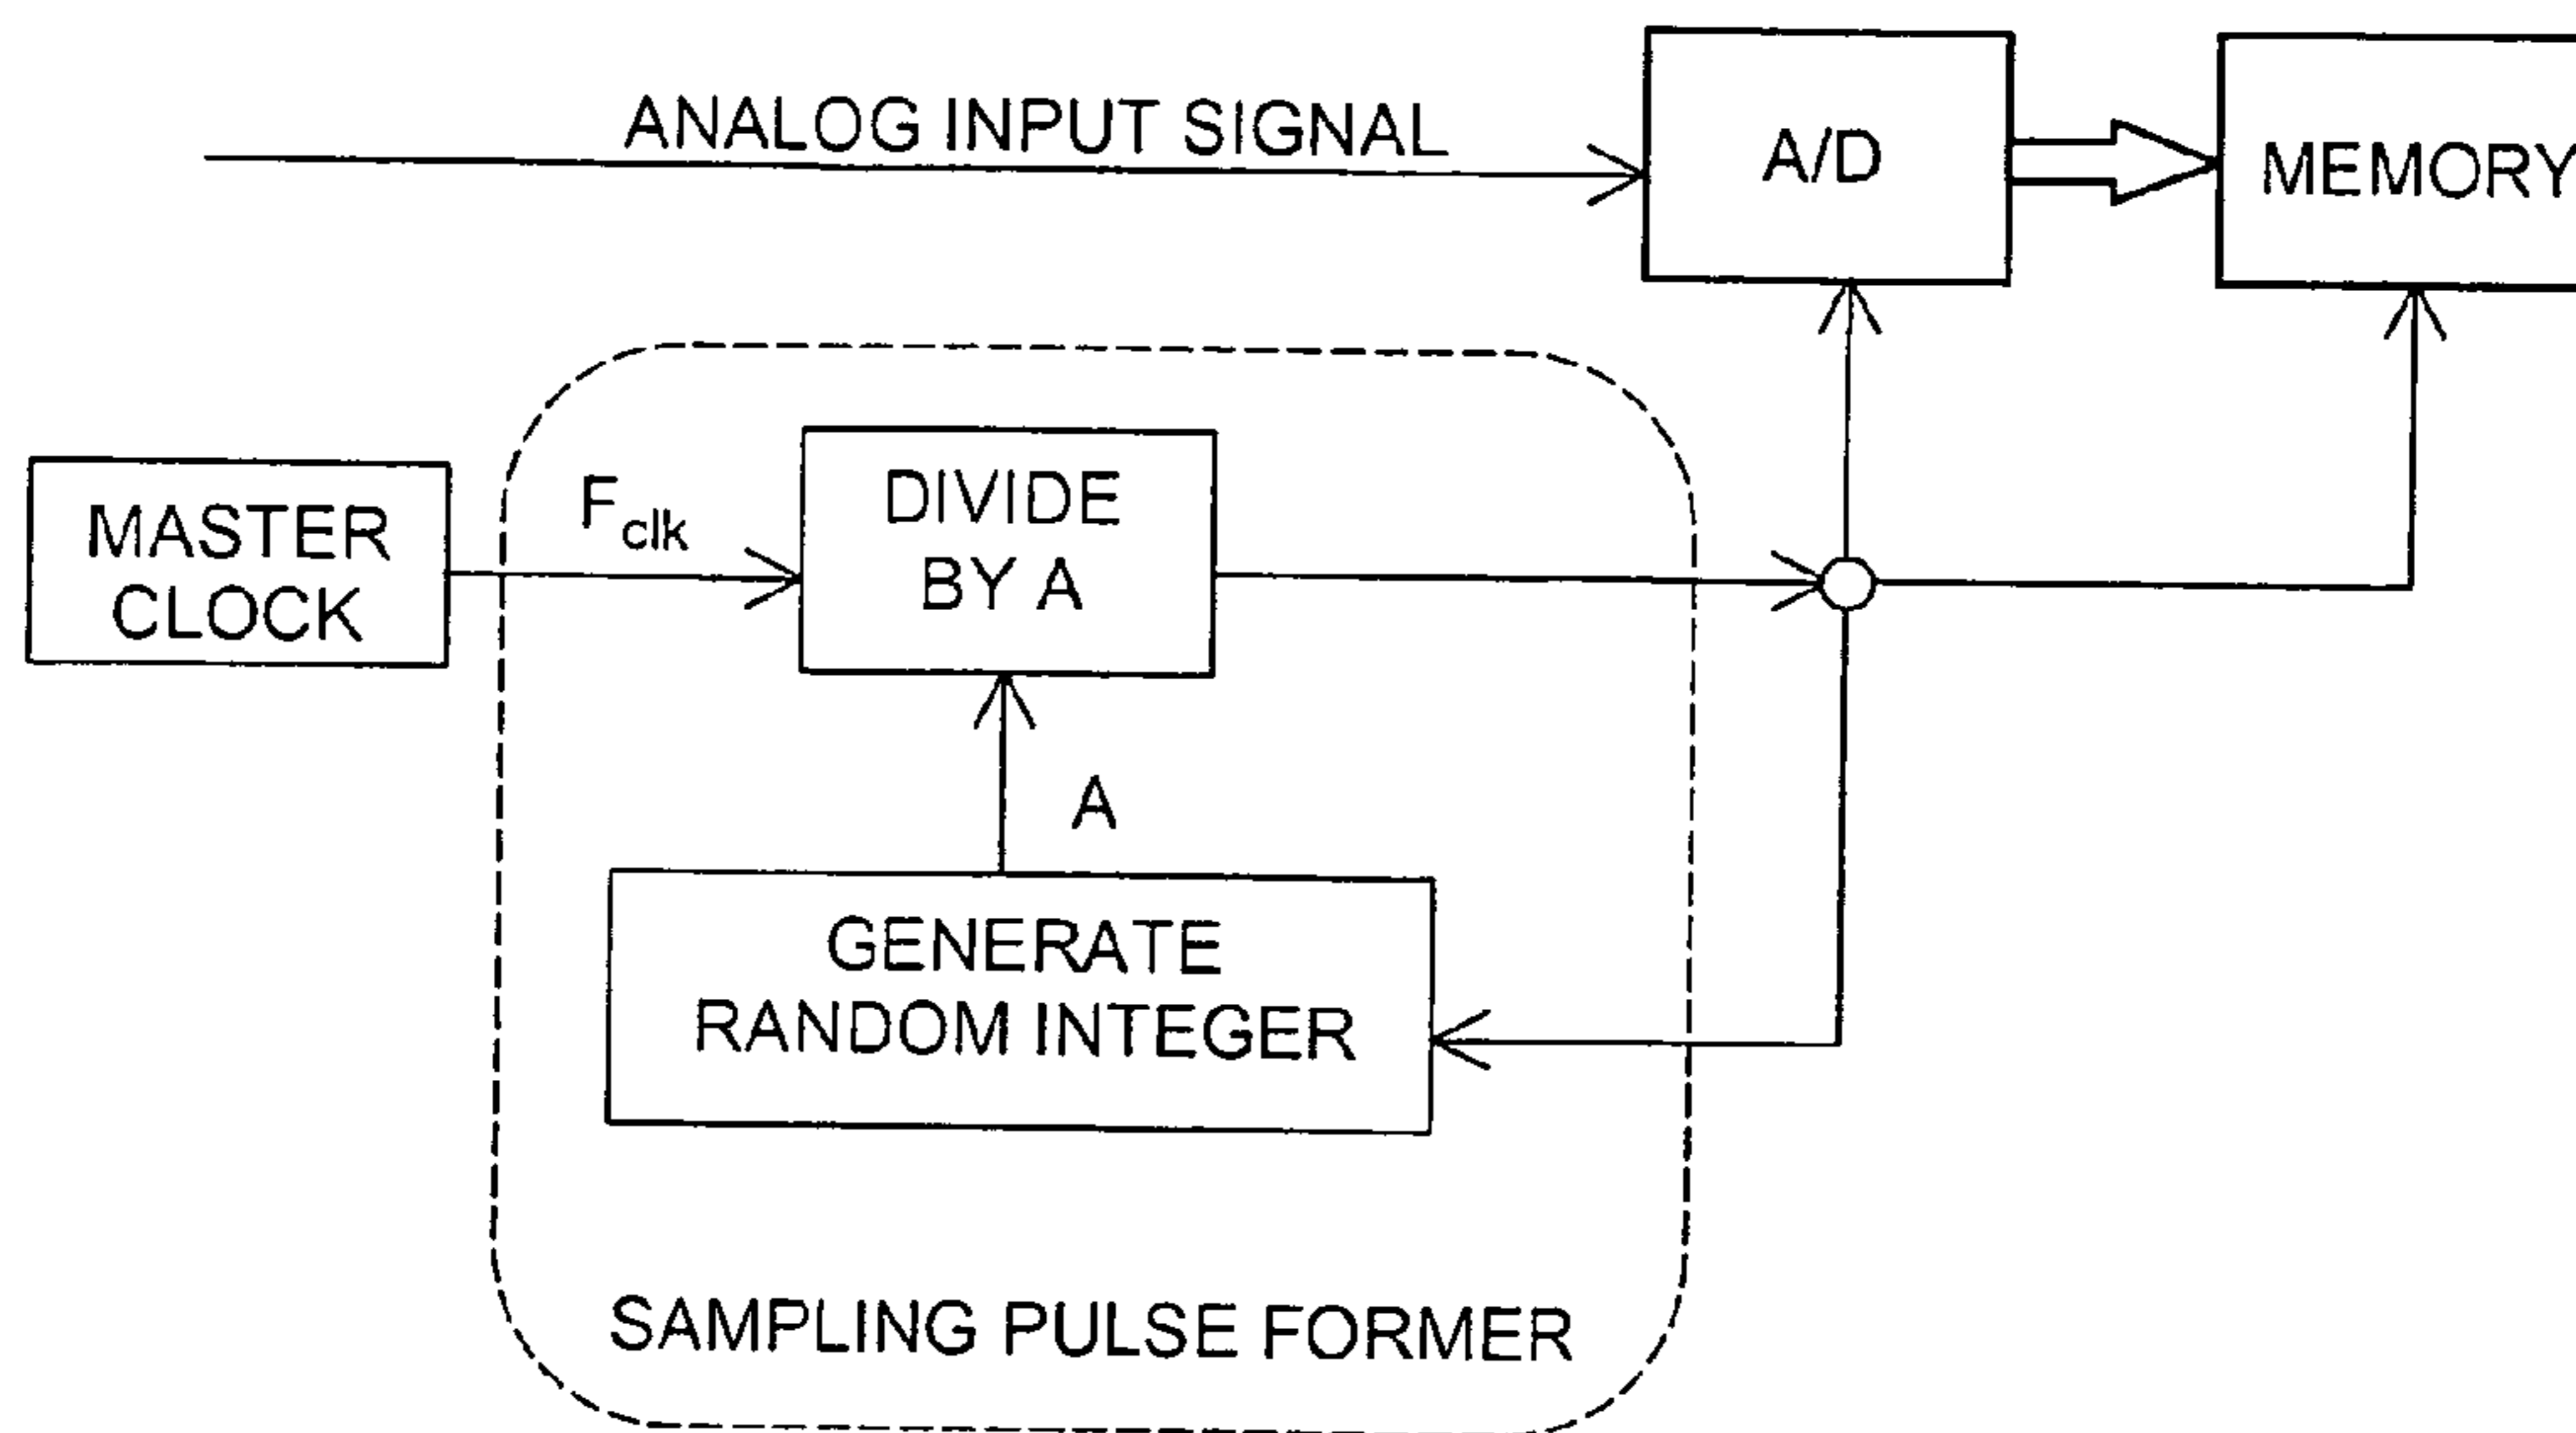 ANALOG INPUT SIGNAL
A/D
MEMORY
MASTER
CLOCK
Fclk
DIVIDE
BY A
A
GENERATE
RANDOM INTEGER
SAMPLING PULSE FORMER